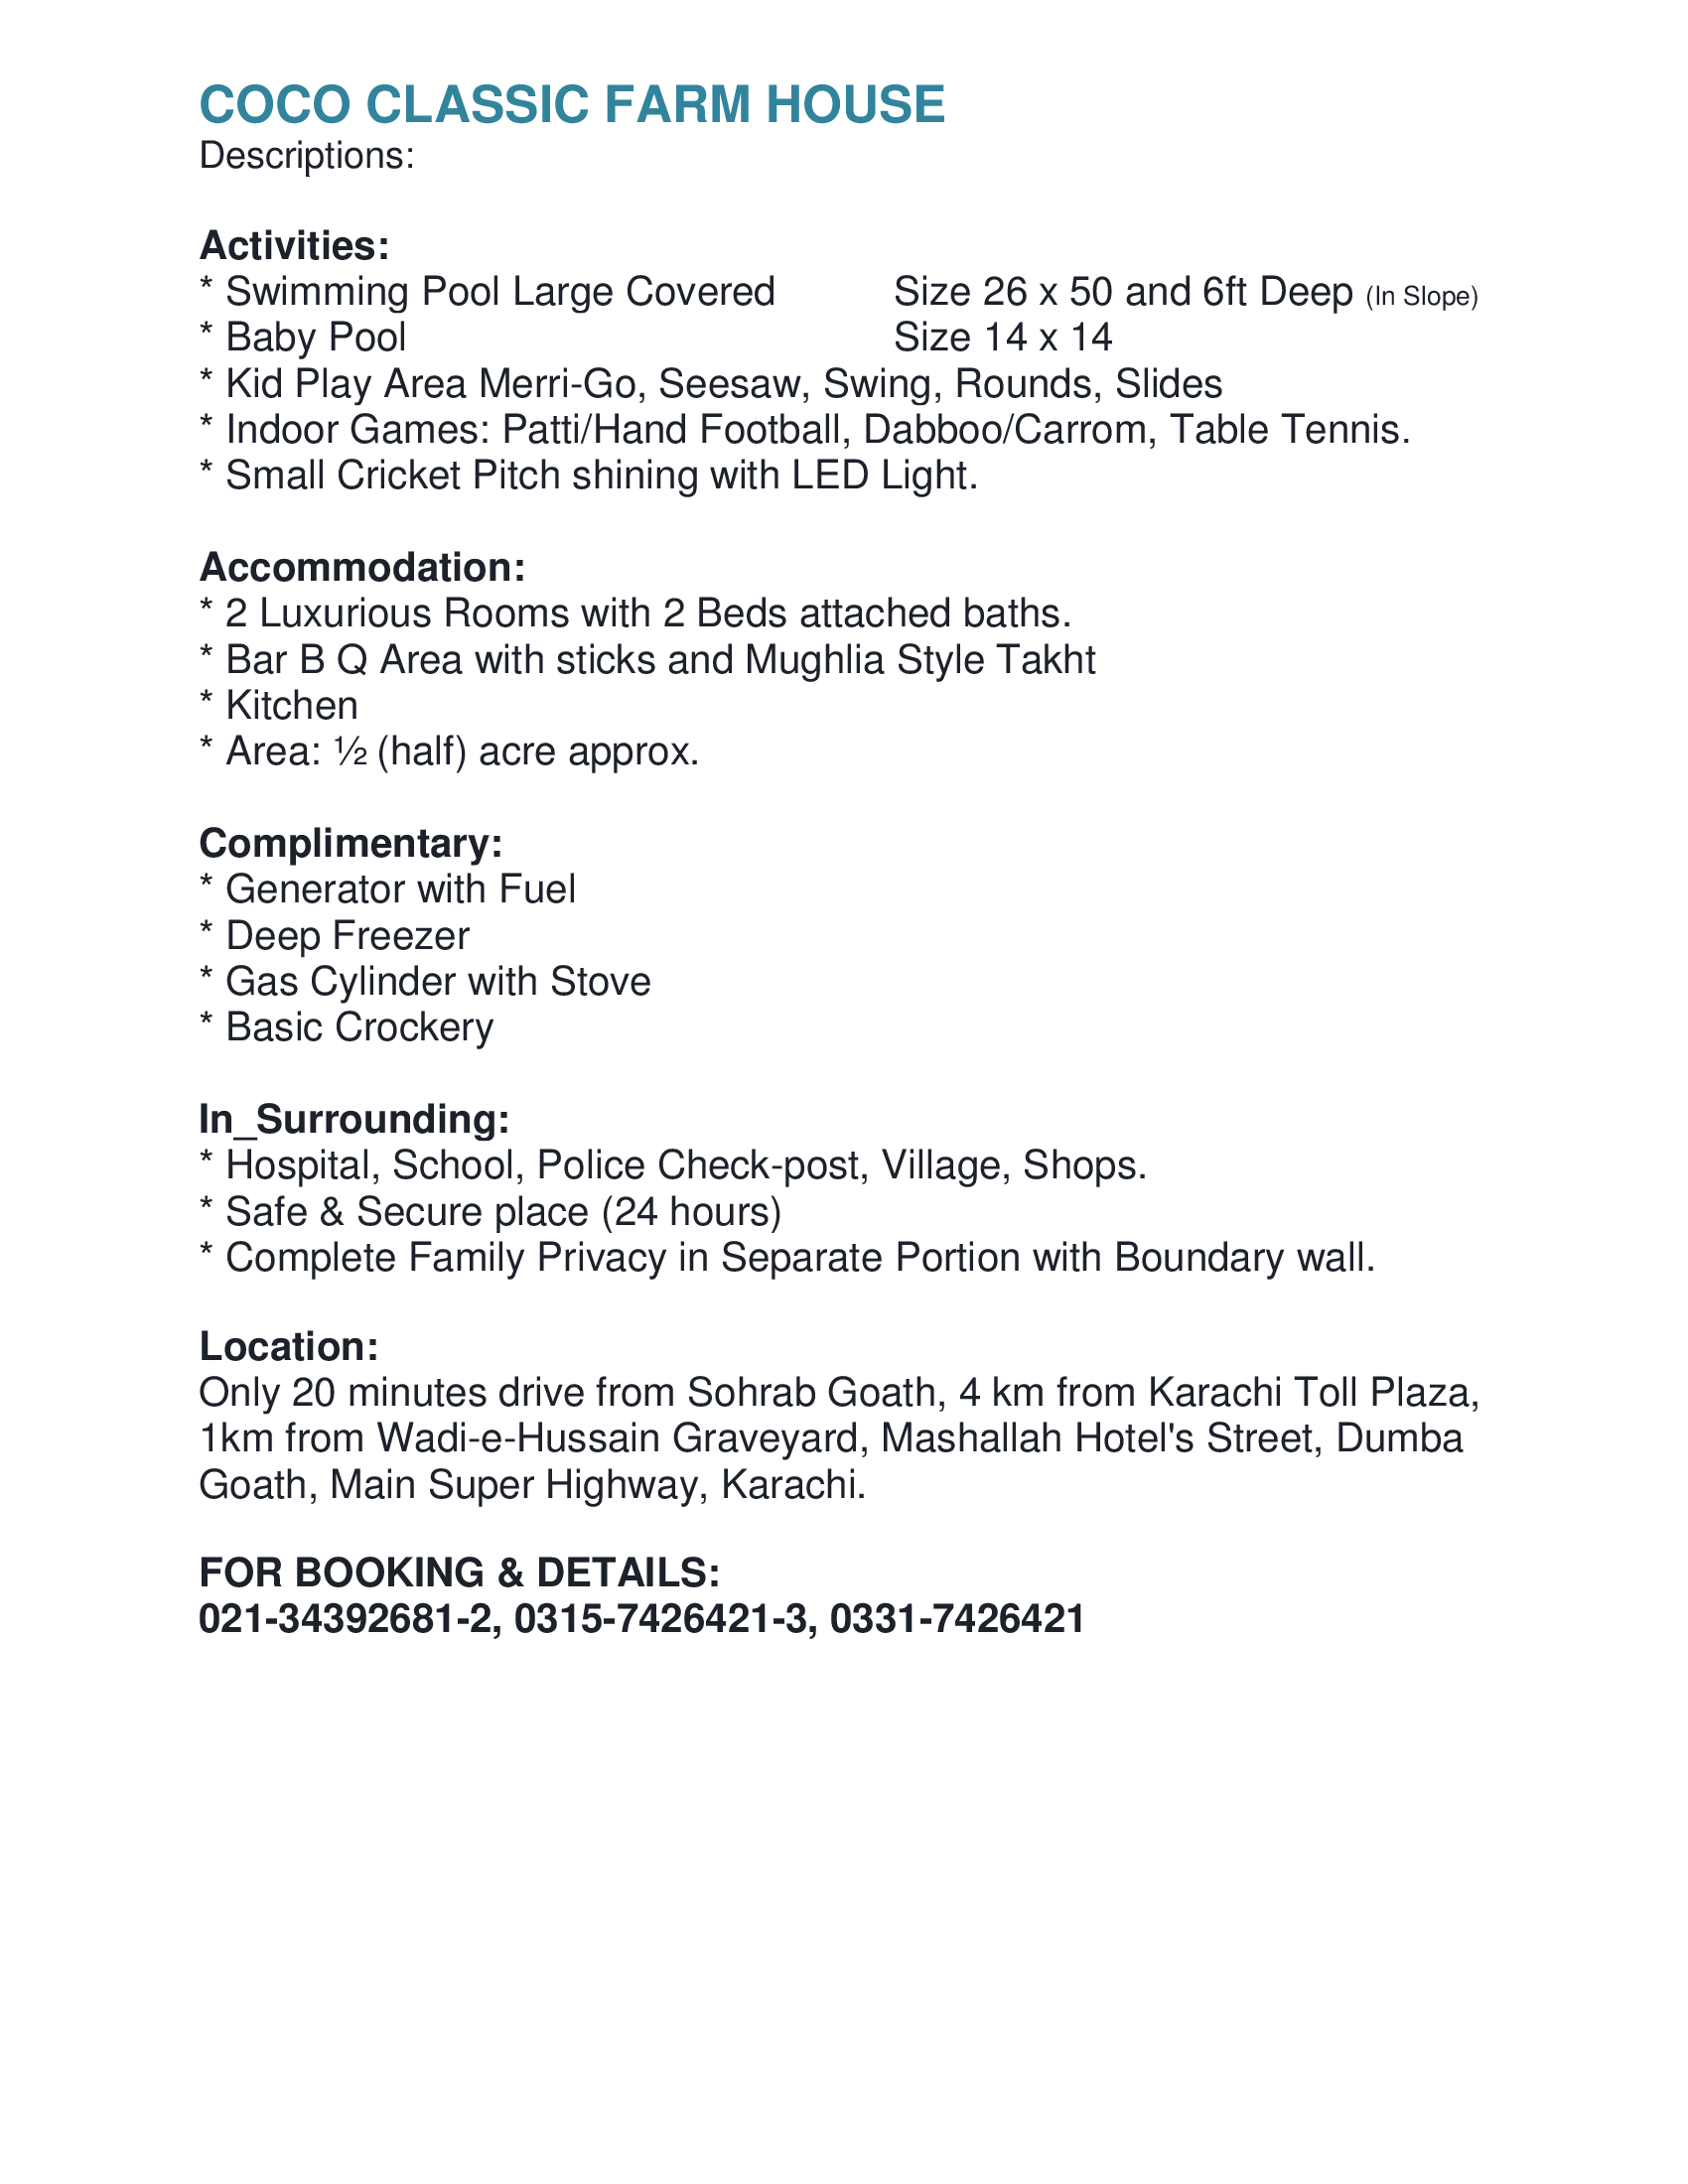 COCO CLASSIC FARM HOUSE
Descriptions:
Activities:
* Swimming Pool Large Covered Size 26 x 50 and 6ft Deep (In Slope)
* Baby Pool Size 14 x 14
* Kid Play Area Merri-Go, Seesaw, Swing, Rounds, Slides
* Indoor Games: Patti/Hand Football, Dabboo/Carrom, Table Tennis.
* Small Cricket Pitch shining with LED Light.
Accommodation:
* 2 Luxurious Rooms with 2 Beds attached baths.
* Bar B Q Area with sticks and Mughlia Style Takht
* Kitchen
* Area: ½ (half) acre approx.
Complimentary:
* Generator with Fuel
* Deep Freezer
* Gas Cylinder with Stove
* Basic Crockery
In_Surrounding:
* Hospital, School, Police Check-post, Village, Shops.
* Safe & Secure place (24 hours)
* Complete Family Privacy in Separate Portion with Boundary wall.
Location:
Only 20 minutes drive from Sohrab Goath, 4 km from Karachi Toll Plaza,
1km from Wadi-e-Hussain Graveyard, Mashallah Hotel's Street, Dumba
Goath, Main Super Highway, Karachi.
FOR BOOKING & DETAILS:
021-34392681-2, 0315-7426421-3, 0331-7426421